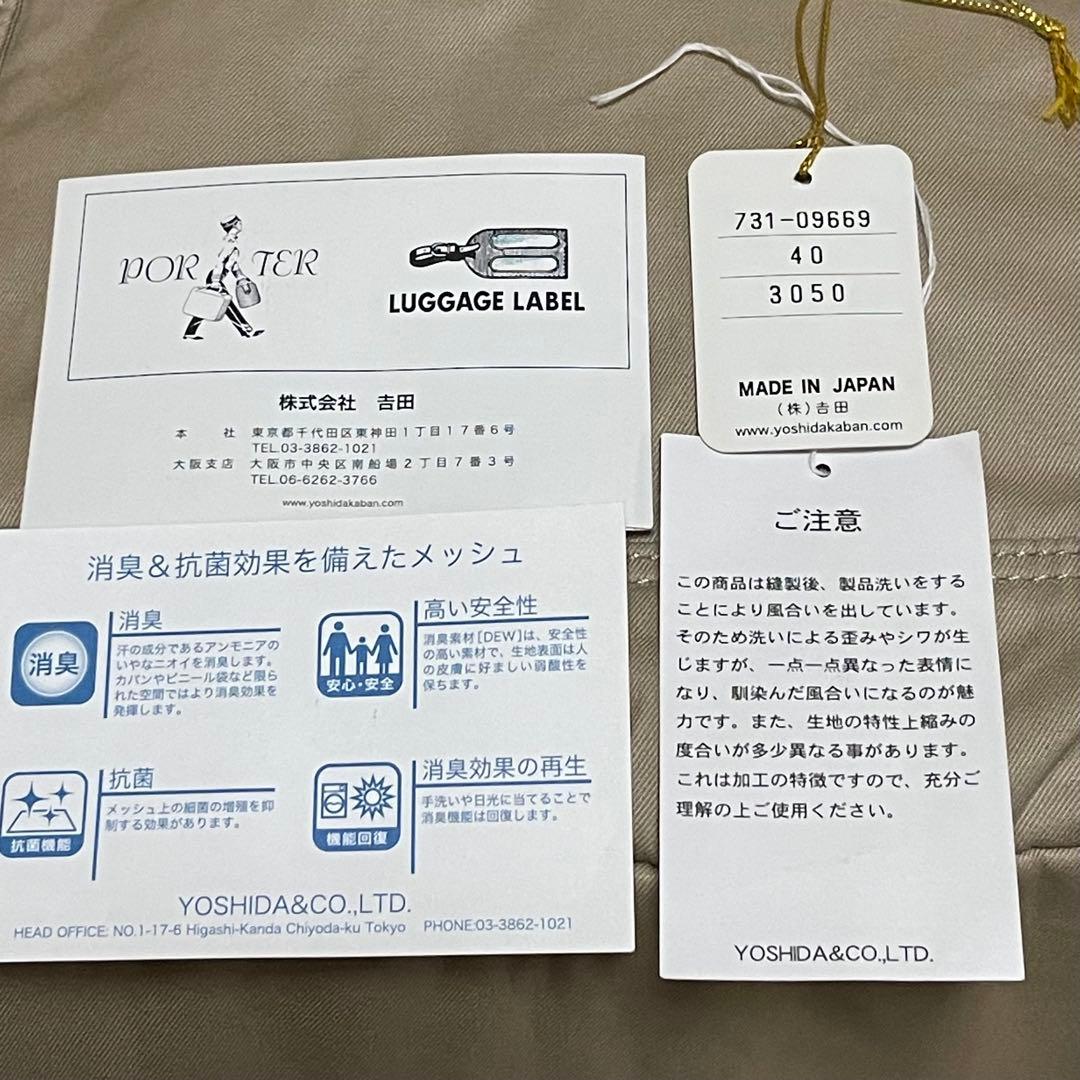 PORTER
LUGGAGE LABEL
株式会社 吉田
本 社 東京都千代田区東神田1丁目17番6号
TEL.03-3862-1021
大阪支店 大阪市中央区南船場2丁目7番3号
TEL.06-6262-3766
www.yoshidakaban.com
731-09669
40
3050
MADE IN JAPAN
(株)吉田
www.yoshidakaban.com
消臭&抗菌効果を備えたメッシュ
消臭
消臭
汗の成分であるアンモニアの
いやなニオイを消臭します。
カバンやビニール袋など限ら
れた空間ではより消臭効果を
発揮します。
安心・安全
高い安全性
消臭素材[DEW]は、安全性
の高い素材で、生地表面は人
の皮膚に好ましい弱酸性を
保ちます。
抗菌機能
抗菌
メッシュ上の細菌の増殖を抑
制する効果があります。
機能回復
消臭効果の再生
手洗いや日光に当てることで
消臭機能は回復します。
YOSHIDA&CO.,LTD.
HEAD OFFICE: NO.1-17-6 Higashi-Kanda Chiyoda-ku Tokyo PHONE:03-3862-1021
ご注意
この商品は縫製後、製品洗いをする
ことにより風合いを出しています。
そのため洗いによる歪みやシワが生
じますが、一点一点異なった表情に
なり、馴染んだ風合いになるのが魅
力です。また、生地の特性上縮みの
度合いが多少異なる事があります。
これは加工の特徴ですので、充分ご
理解の上ご使用ください。
YOSHIDA&CO.,LTD.